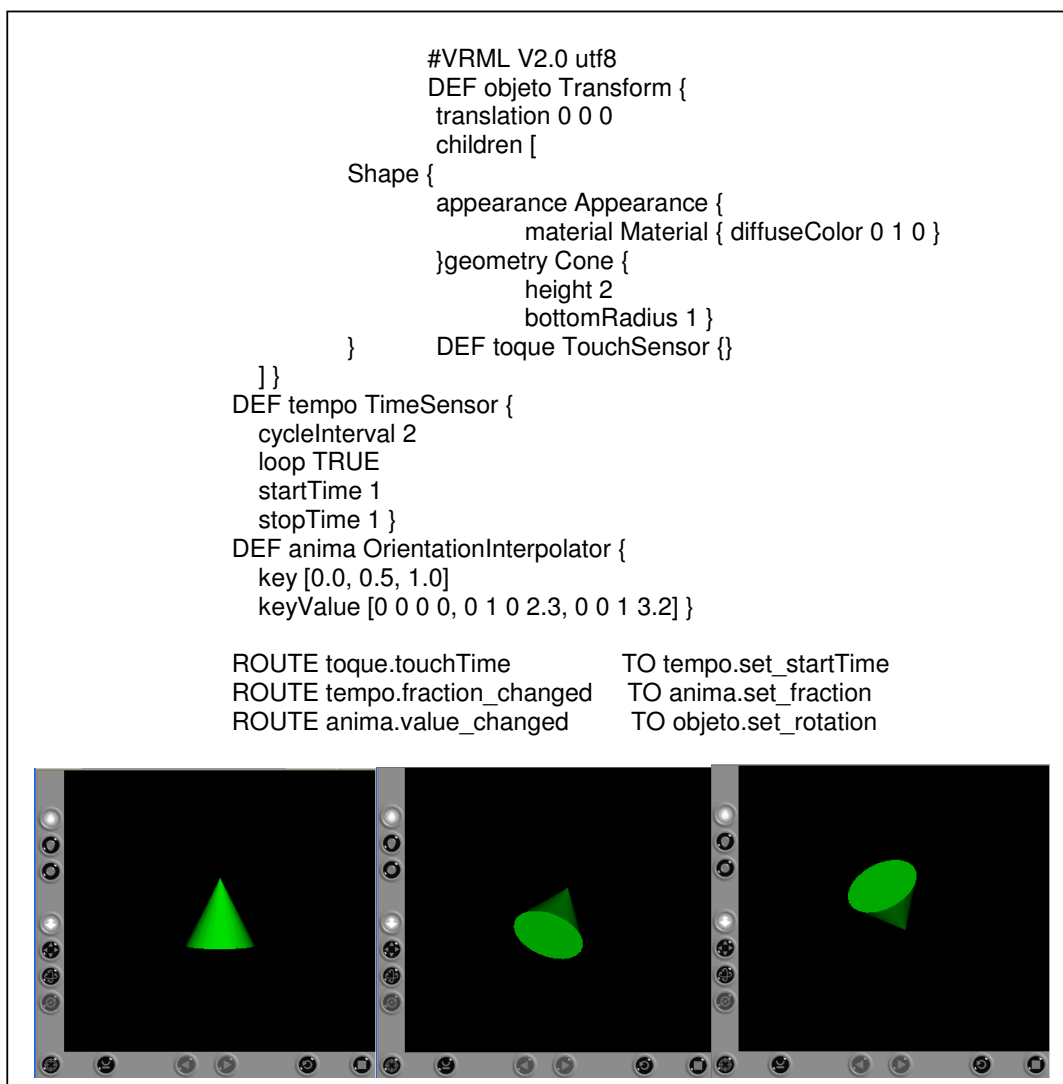 #VRML V2.0 utf8
DEF objeto Transform {
translation 0 0 0
children [
Shape {
appearance Appearance {
material Material { diffuseColor 0 1 0 }
}geometry Cone {
height 2
bottomRadius 1 }
} DEF toque TouchSensor {}
] }
DEF tempo TimeSensor {
cycleInterval 2
loop TRUE
startTime 1
stopTime 1 }
DEF anima OrientationInterpolator {
key [0.0, 0.5, 1.0]
keyValue [0 0 0 0, 0 1 0 2.3, 0 0 1 3.2] }
ROUTE toque.touchTime TO tempo.set_startTime
ROUTE tempo.fraction_changed TO anima.set_fraction
ROUTE anima.value_changed TO objeto.set_rotation